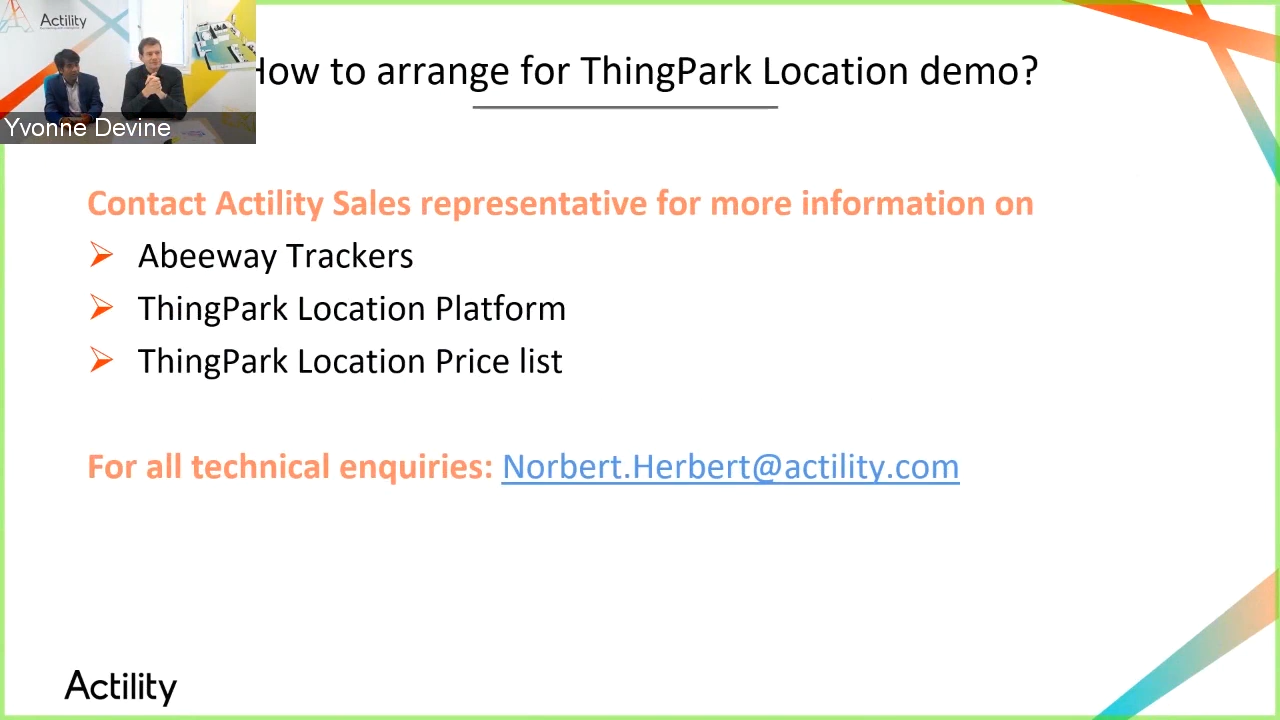 Actility
Yvonne Devine
How to arrange for ThingPark Location demo?
Contact Actility Sales representative for more information on
Abeeway Trackers
ThingPark Location Platform
ThingPark Location Price list
For all technical enquiries: Norbert.Herbert@actility.com
Actility